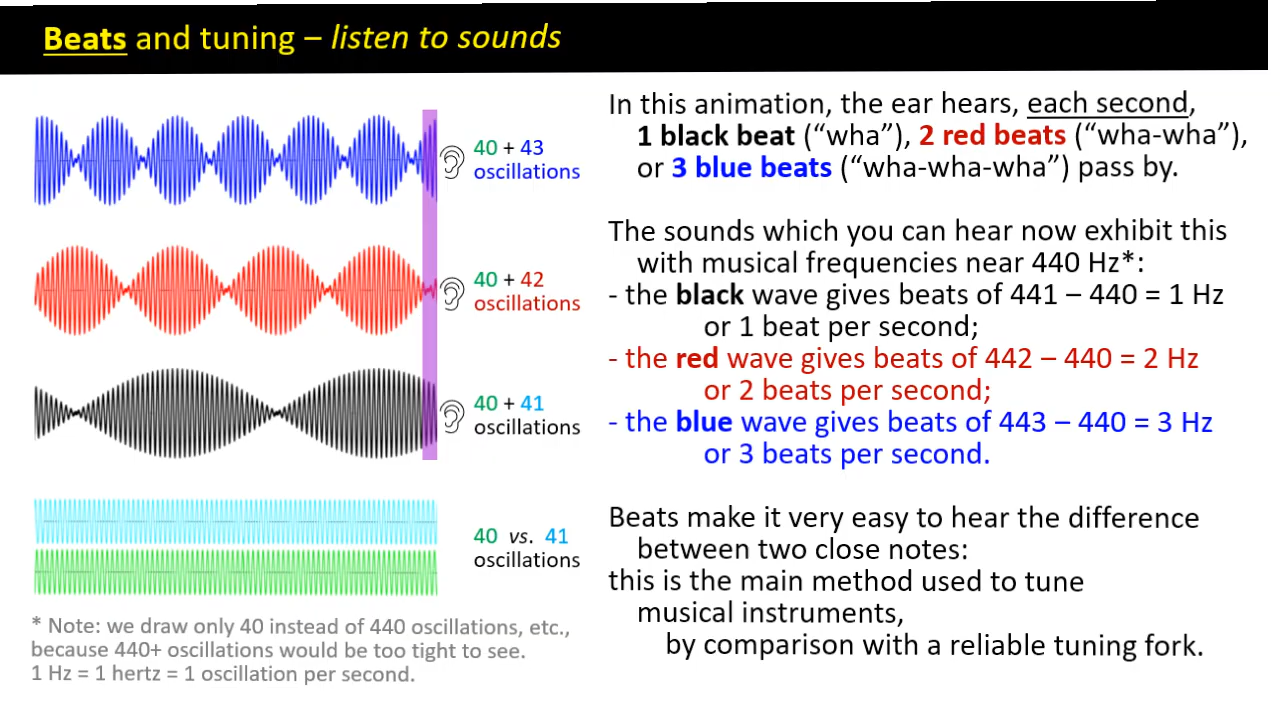 Beats and tuning – listen to sounds
40 + 43
oscillations
40 + 42
oscillations
40 + 41
oscillations
40 vs. 41
oscillations
* Note: we draw only 40 instead of 440 oscillations, etc.,
because 440+ oscillations would be too tight to see.
1 Hz = 1 hertz = 1 oscillation per second.
In this animation, the ear hears, each second,
1 black beat (“wha”), 2 red beats (“wha-wha”),
or 3 blue beats (“wha-wha-wha”) pass by.
The sounds which you can hear now exhibit this
with musical frequencies near 440 Hz*:
- the black wave gives beats of 441 – 440 = 1 Hz
or 1 beat per second;
- the red wave gives beats of 442 – 440 = 2 Hz
or 2 beats per second;
- the blue wave gives beats of 443 – 440 = 3 Hz
or 3 beats per second.
Beats make it very easy to hear the difference
between two close notes:
this is the main method used to tune
musical instruments,
by comparison with a reliable tuning fork.